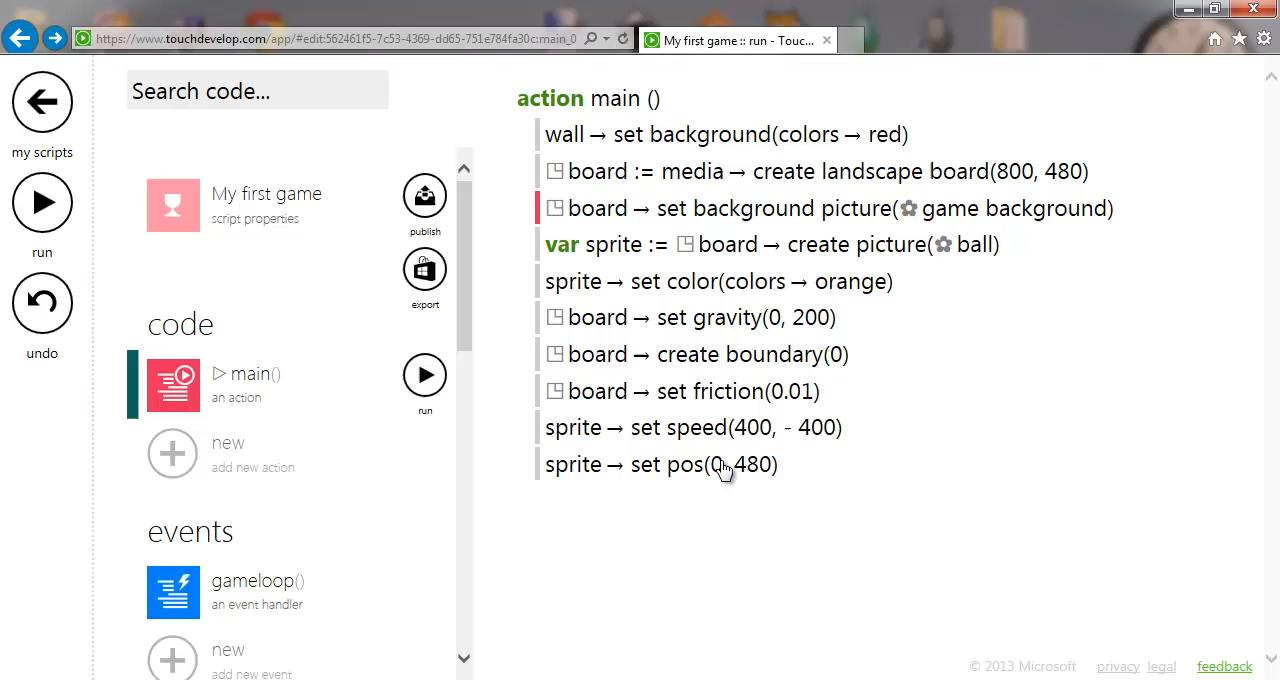 https://www.touchdevelop.com/app/#edit:562461f5-7c53-4369-dd65-751e784fa30c:main_0
My first game :: run - Touc...
my scripts
run
undo
Search code...
My first game
script properties
publish
export
code
main()
an action
run
new
add new action
events
gameloop()
an event handler
new
add new event
action main ()
wall → set background(colors → red)
board := media → create landscape board(800, 480)
board → set background picture(✿ game background)
var sprite := board → create picture(✿ ball)
sprite → set color(colors → orange)
board → set gravity(0, 200)
board → create boundary(0)
board → set friction(0.01)
sprite → set speed(400, - 400)
sprite → set pos(0, 480)
© 2013 Microsoft privacy legal feedback